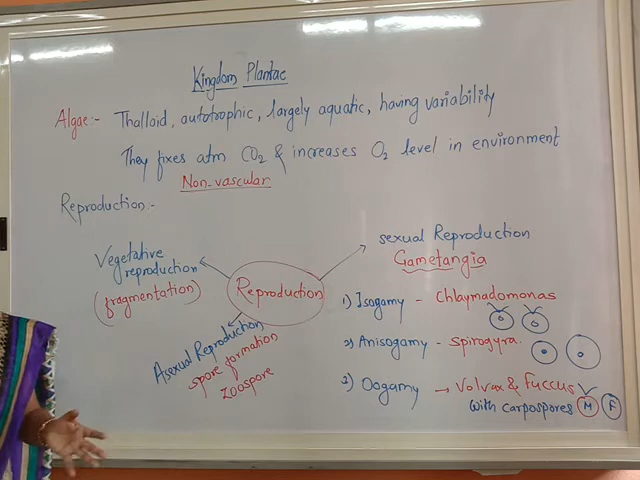 Kingdom Plantae
Algae:- Thalloid, autotrophic, largely aquatic, having variability
They fixes atm CO2 & increases O2 level in environment
Non-vascular
Reproduction:-
Vegetative
reproduction
(fragmentation)
Reproduction
Asexual Reproduction
spore formation
zoospore
sexual Reproduction
Gametangia
1) Isogamy - Chlaymadomonas
2) Anisogamy - spirogyra.
3) Oogamy → Volvax & Fuccus
with carpospores M F